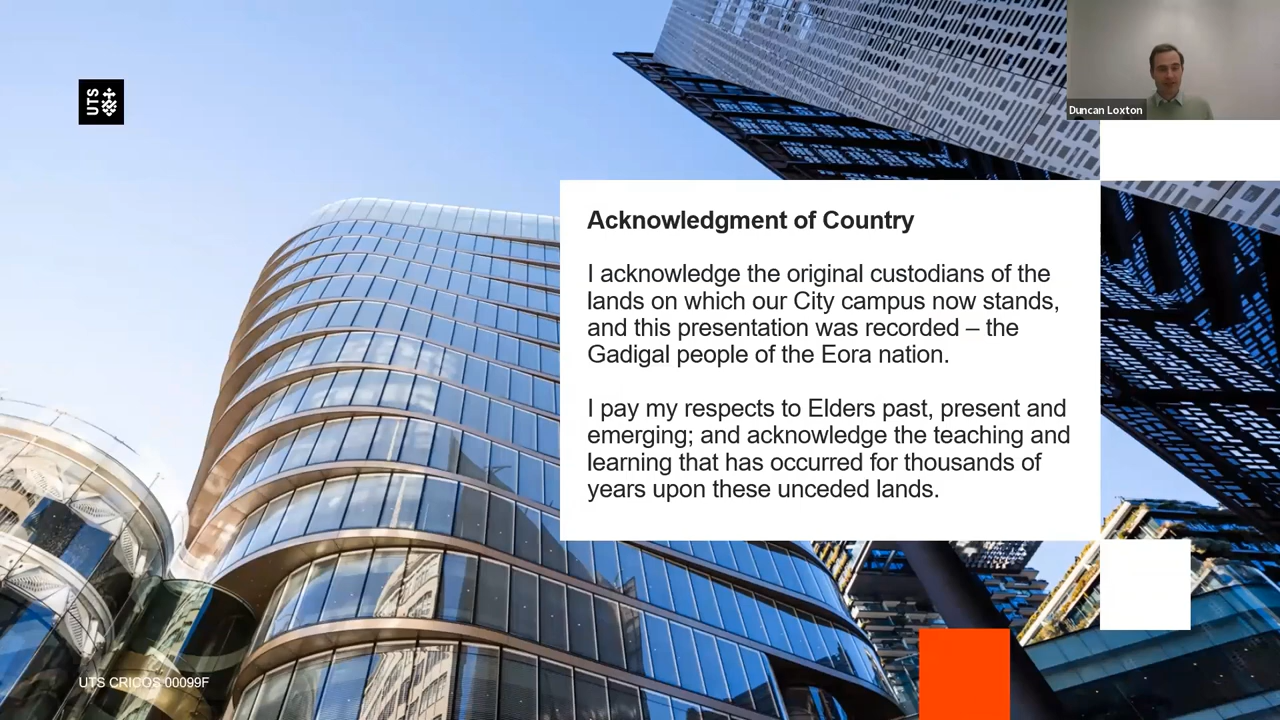 UTS
Duncan Loxton
Acknowledgment of Country
I acknowledge the original custodians of the
lands on which our City campus now stands,
and this presentation was recorded – the
Gadigal people of the Eora nation.
I pay my respects to Elders past, present and
emerging; and acknowledge the teaching and
learning that has occurred for thousands of
years upon these unceded lands.
UTS CRICOS 00099F